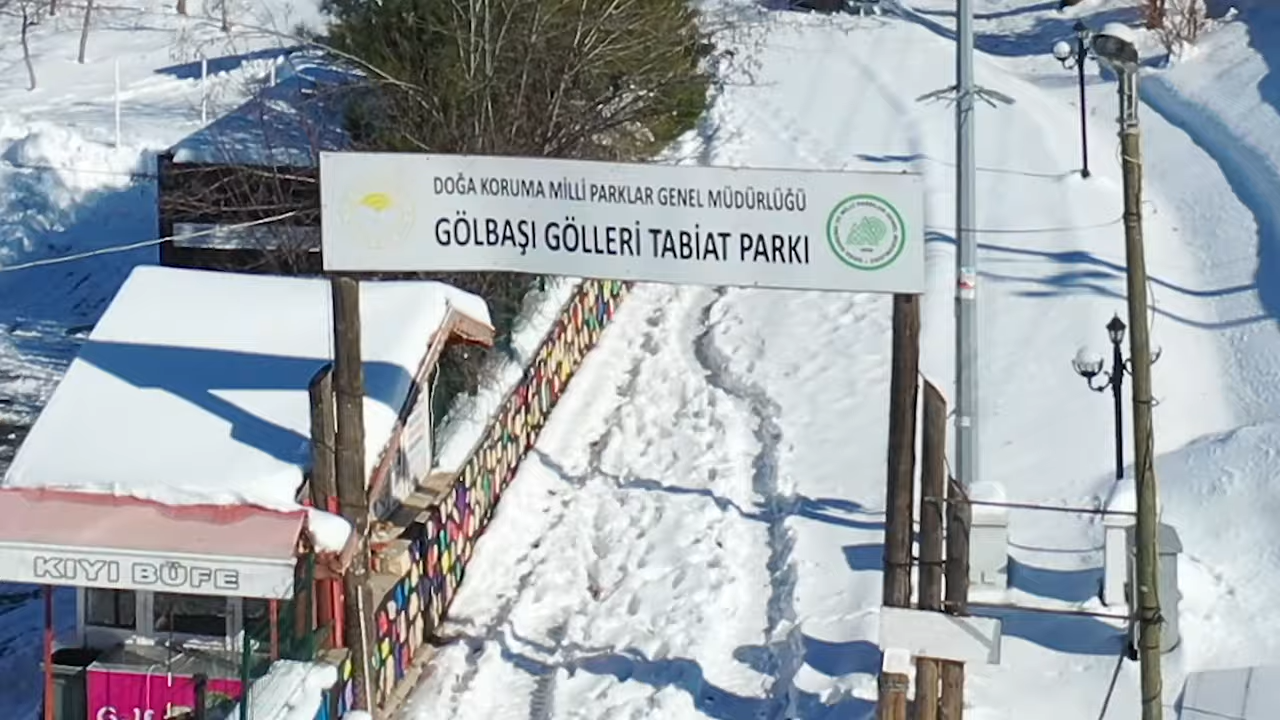 DOĞA KORUMA MİLLİ PARKLAR GENEL MÜDÜRLÜĞÜ
GÖLBAŞI GÖLLERİ TABİAT PARKI
KIYI BÜFE